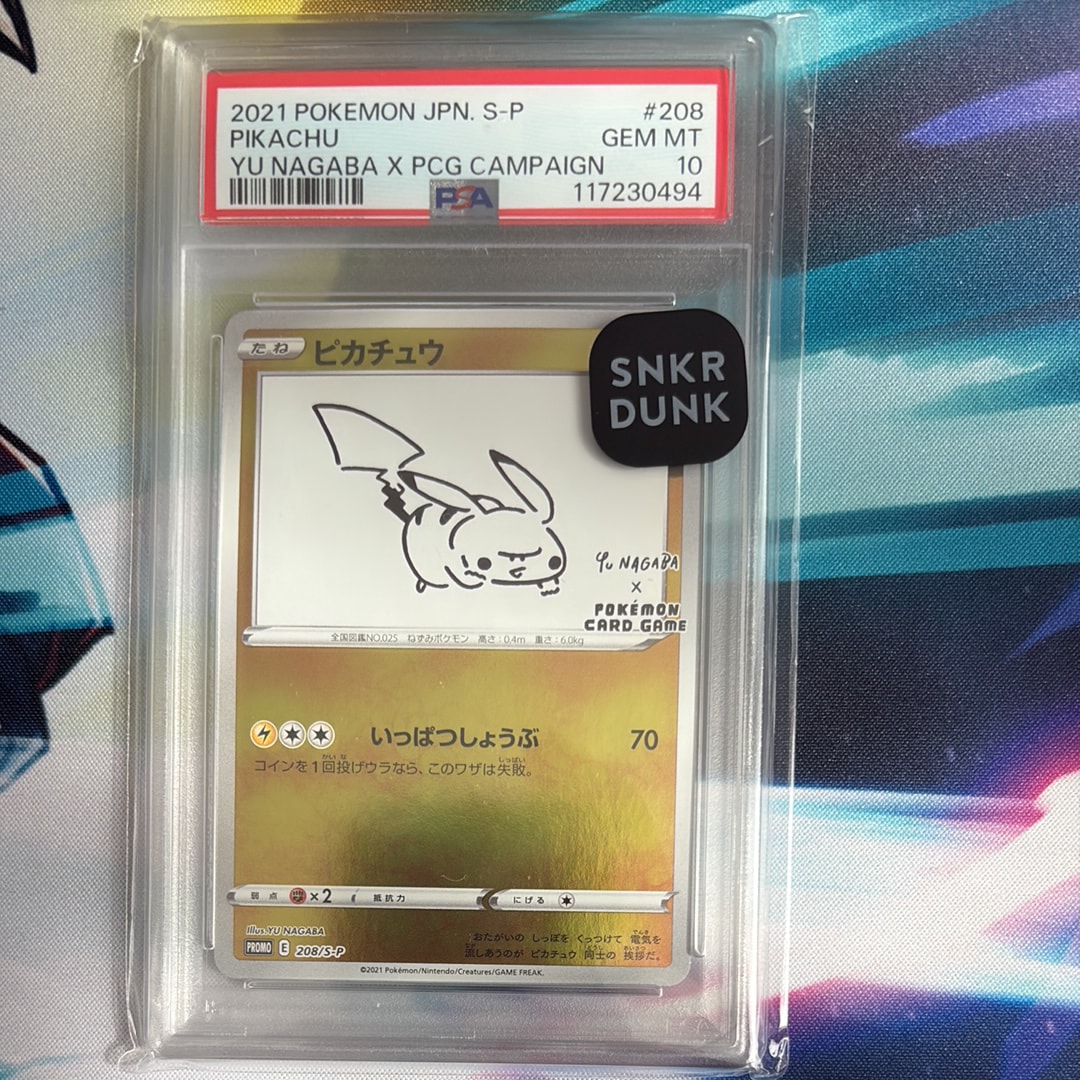 2021 POKEMON JPN. S-P #208
PIKACHU GEM MT
YU NAGABA X PCG CAMPAIGN 10
PSA 117230494
たね ピカチュウ
SNKR
DUNK
YU NAGABA
X
POKÉMON
CARD GAME
全国図鑑NO.025 ねずみポケモン 高さ:0.4m 重さ:6.0kg
いっぱつしょうぶ 70
コインを1回投げウラなら、このワザは失敗。
弱点 ×2 抵抗力 にげる
Illus. YU NAGABA
おたがいの しっぽを くっつけて 電気を
PROMO E 208/S-P 流しあうのが ピカチュウ 同士の 挨拶だ。
©2021 Pokémon/Nintendo/Creatures/GAME FREAK.